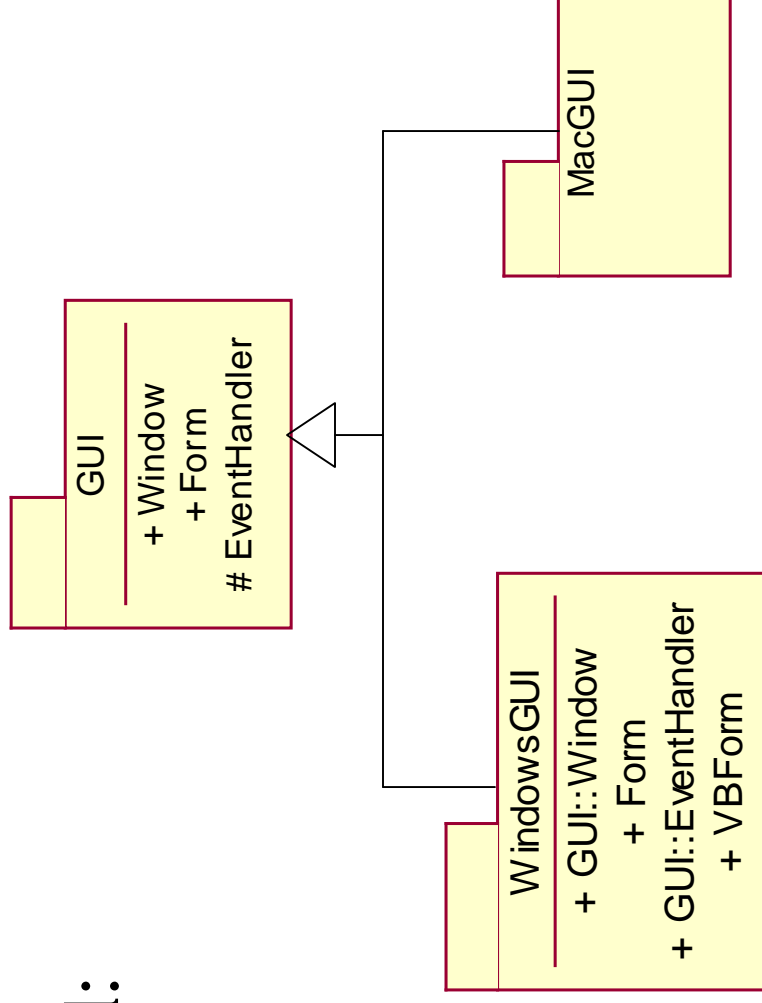 GUI
+ Window
+ Form
# EventHandler
WindowsGUI
+ GUI::Window
+ Form
+ GUI::EventHandler
+ VBForm
MacGUI